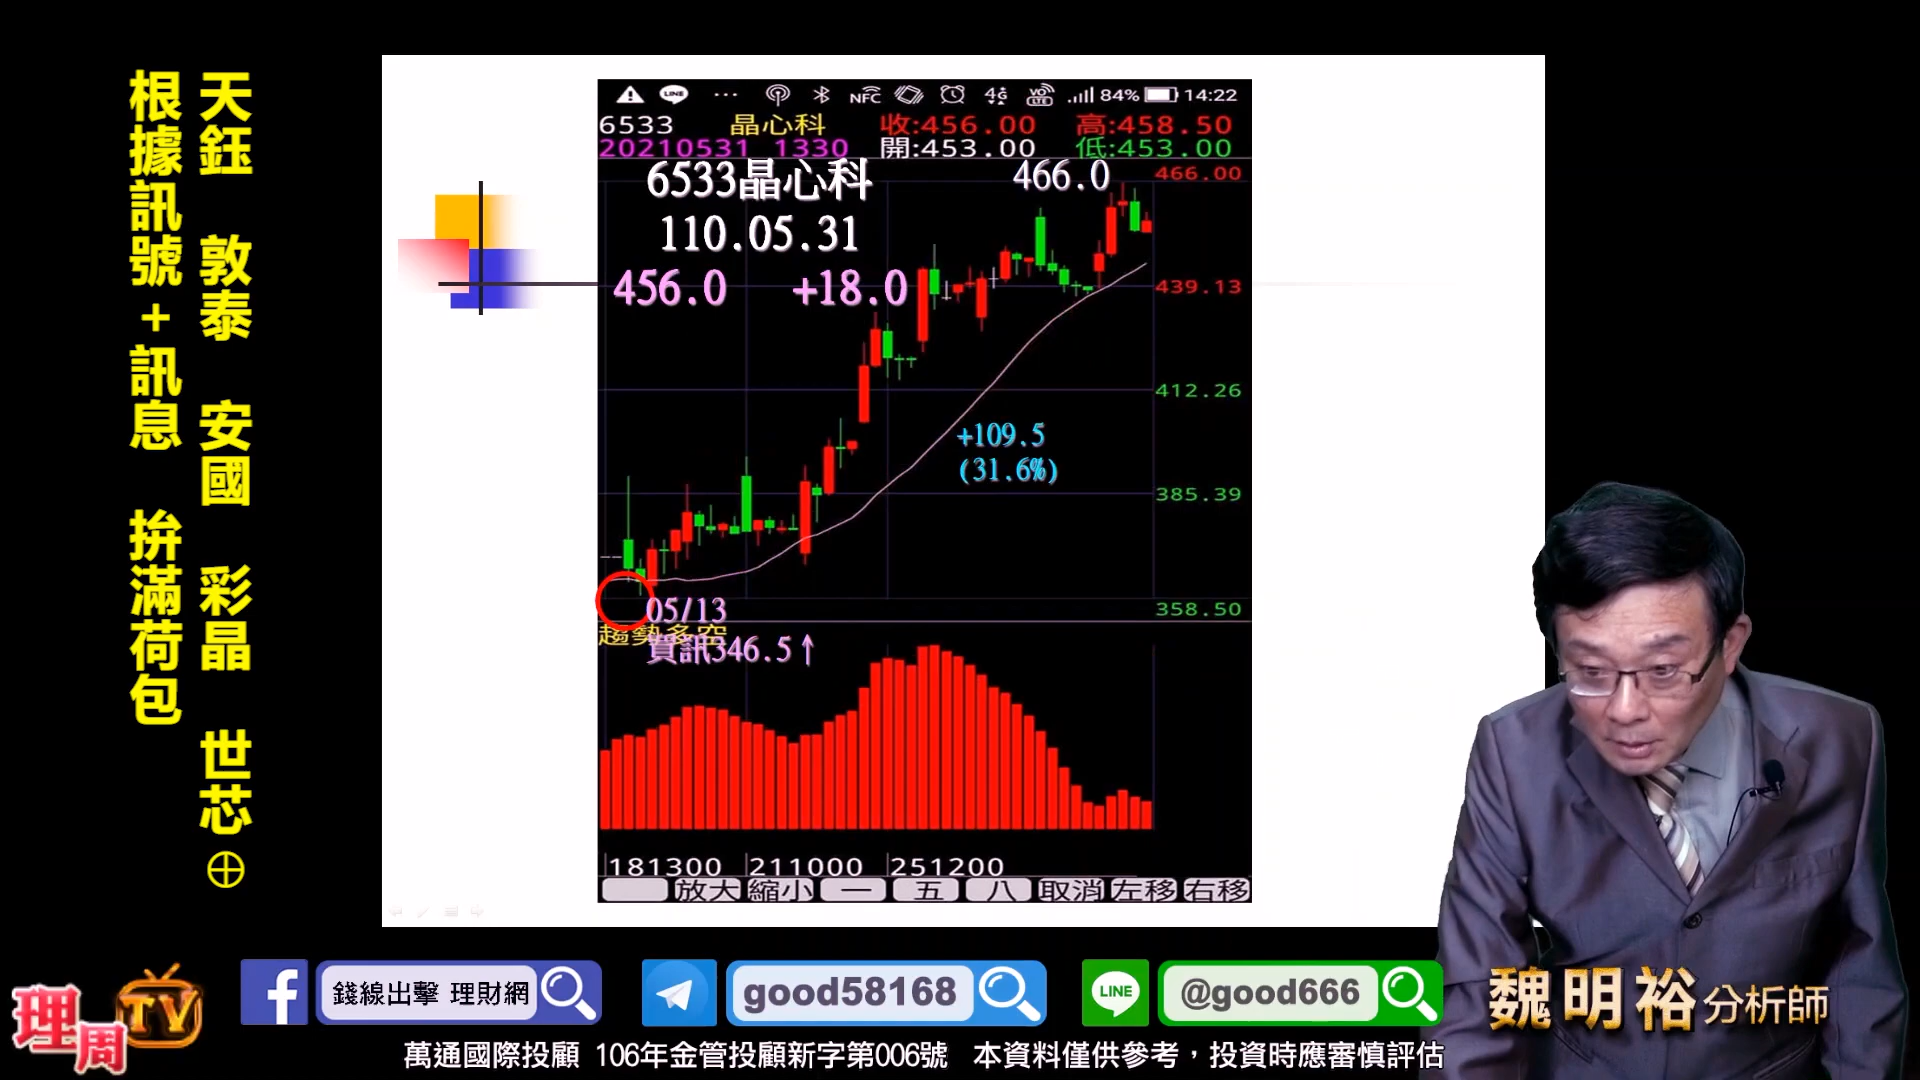 天鈺 敦泰 安國 彩晶 世芯⊕
根據訊號+訊息 拚滿荷包
LINE ... NFC 4G VO LTE 84% 14:22
6533 晶心科 收:456.00 高:458.50
20210531 1330 開:453.00 低:453.00
6533晶心科 466.0 466.00
110.05.31
456.0 +18.0 439.13
412.26
+109.5
(31.6%)
385.39
05/13 358.50
趨勢多空
買訊346.5↑
181300 211000 251200
放大 縮小 一 五 八 取消 左移 右移
理周TV
f 錢線出擊 理財網
good58168
LINE @good666
魏明裕分析師
萬通國際投顧 106年金管投顧新字第006號 本資料僅供參考,投資時應審慎評估